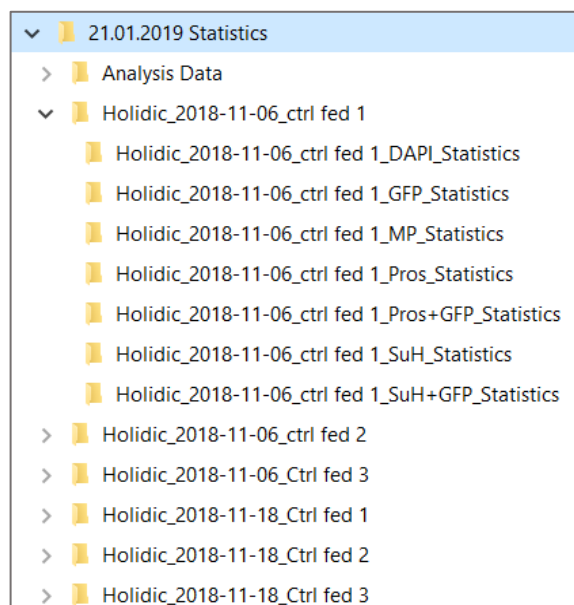 21.01.2019 Statistics
Analysis Data
Holidic_2018-11-06_ctrl fed 1
Holidic_2018-11-06_ctrl fed 1_DAPI_Statistics
Holidic_2018-11-06_ctrl fed 1_GFP_Statistics
Holidic_2018-11-06_ctrl fed 1_MP_Statistics
Holidic_2018-11-06_ctrl fed 1_Pros_Statistics
Holidic_2018-11-06_ctrl fed 1_Pros+GFP_Statistics
Holidic_2018-11-06_ctrl fed 1_SuH_Statistics
Holidic_2018-11-06_ctrl fed 1_SuH+GFP_Statistics
Holidic_2018-11-06_ctrl fed 2
Holidic_2018-11-06_Ctrl fed 3
Holidic_2018-11-18_Ctrl fed 1
Holidic_2018-11-18_Ctrl fed 2
Holidic_2018-11-18_Ctrl fed 3